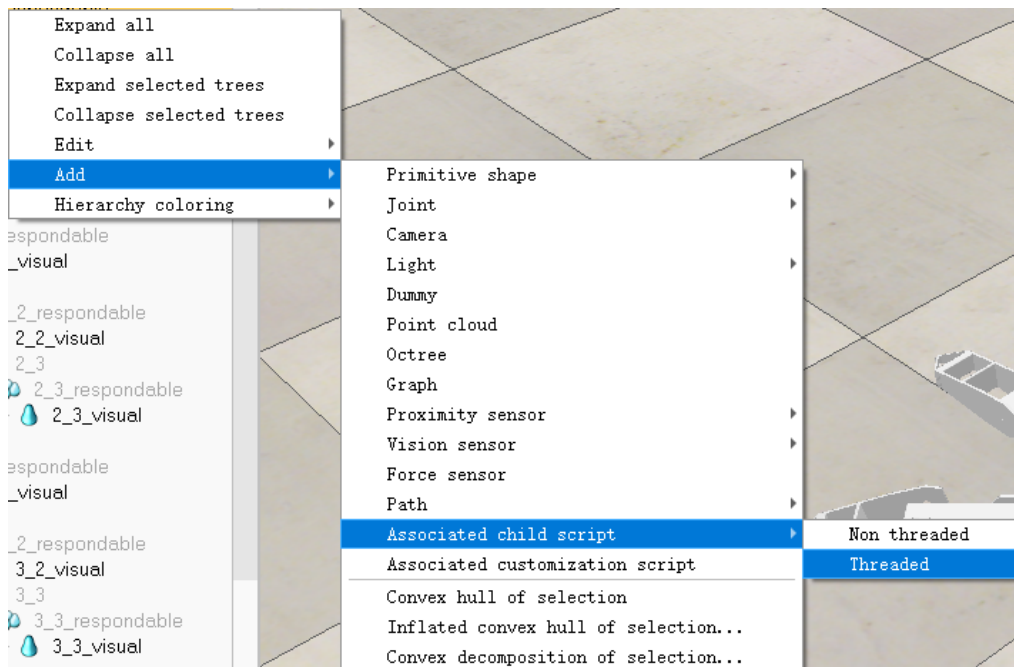 Expand all
Collapse all
Expand selected trees
Collapse selected trees
Edit
Add
Hierarchy coloring
espondable
_visual
_2_respondable
2_2_visual
2_3
2_3_respondable
2_3_visual
espondable
_visual
_2_respondable
3_2_visual
3_3
3_3_respondable
3_3_visual
Primitive shape
Joint
Camera
Light
Dummy
Point cloud
Octree
Graph
Proximity sensor
Vision sensor
Force sensor
Path
Associated child script
Associated customization script
Convex hull of selection
Inflated convex hull of selection...
Convex decomposition of selection...
Non threaded
Threaded